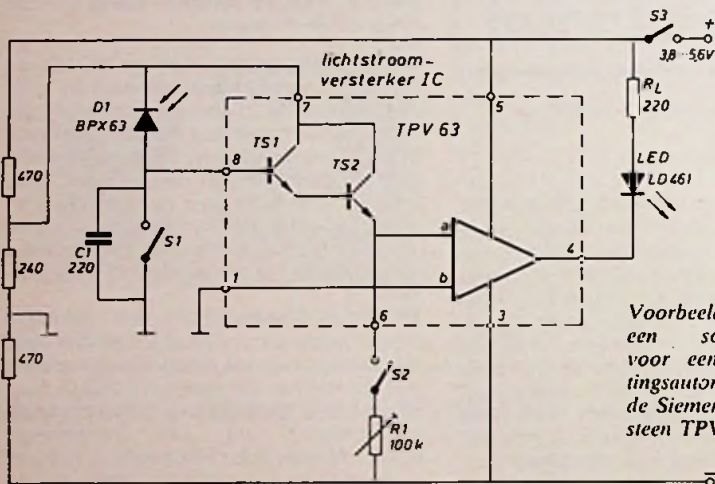 S3
+
3,8...5,6V
lichtstroom-
versterker IC
D1
BPX63
7
5
RL
220
TPV 63
TS1
TS2
470
8
LED
LD461
a
C1
220
S1
240
4
1
b
6
3
S2
470
R1
100k
Voorbeeld
een
voor een
de Siemen
steen TPV
-